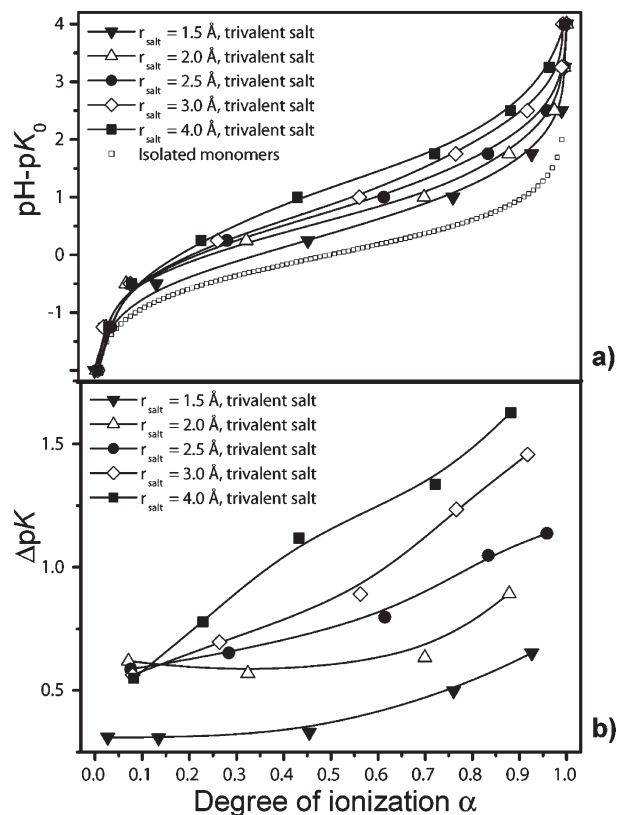 4
3
2
1
0
-1
pH-pK₀
r_salt = 1.5 Å, trivalent salt
r_salt = 2.0 Å, trivalent salt
r_salt = 2.5 Å, trivalent salt
r_salt = 3.0 Å, trivalent salt
r_salt = 4.0 Å, trivalent salt
Isolated monomers
a)
1.5
1.0
0.5
ΔpK
r_salt = 1.5 Å, trivalent salt
r_salt = 2.0 Å, trivalent salt
r_salt = 2.5 Å, trivalent salt
r_salt = 3.0 Å, trivalent salt
r_salt = 4.0 Å, trivalent salt
b)
0.0 0.1 0.2 0.3 0.4 0.5 0.6 0.7 0.8 0.9 1.0
Degree of ionization α